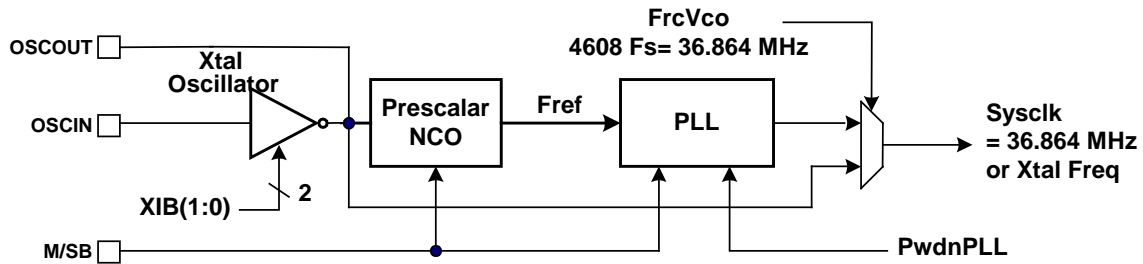 FrcVco
4608 Fs= 36.864 MHz
OSCOUT
Xtal
Oscillator
OSCIN
Prescalar
NCO
Fref
PLL
Sysclk
= 36.864 MHz
or Xtal Freq
2
XIB(1:0)
M/SB
PwdnPLL